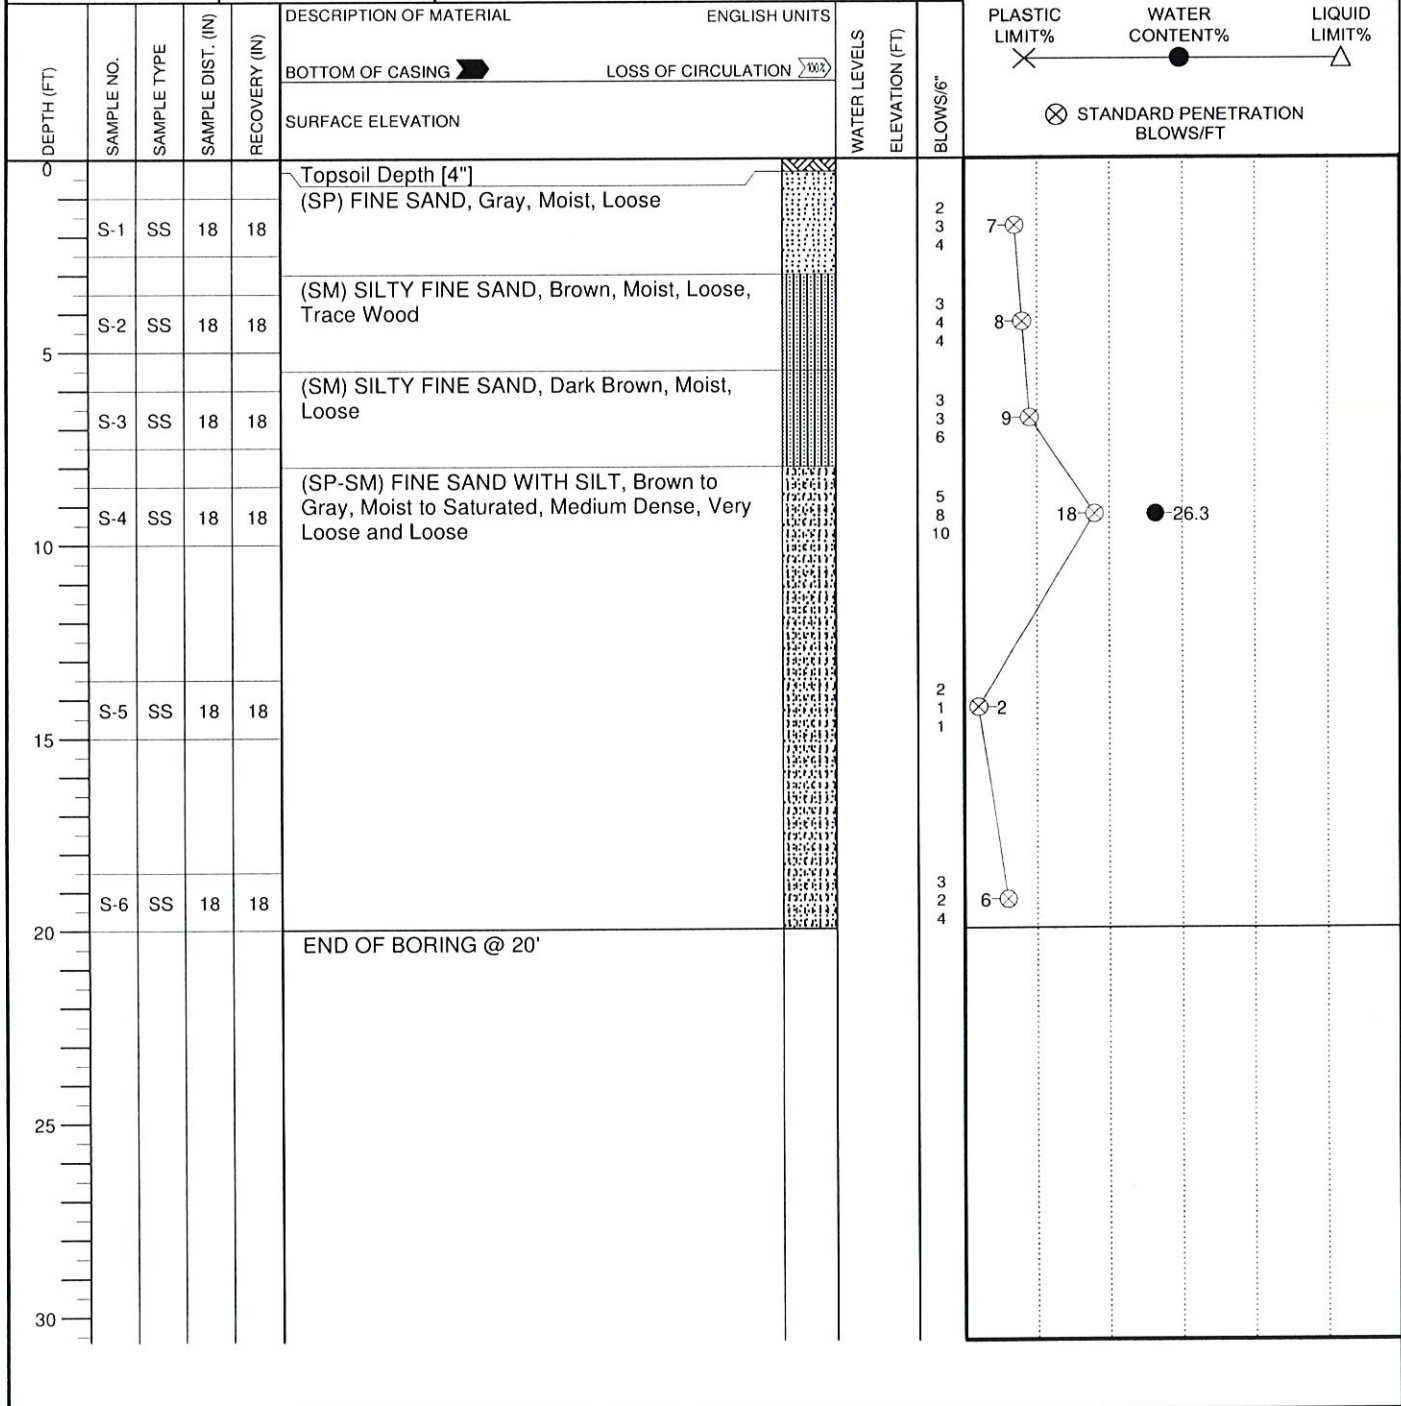 DEPTH (FT)
SAMPLE NO.
SAMPLE TYPE
SAMPLE DIST. (IN)
RECOVERY (IN)
DESCRIPTION OF MATERIAL ENGLISH UNITS
BOTTOM OF CASING LOSS OF CIRCULATION 100%
SURFACE ELEVATION
WATER LEVELS
ELEVATION (FT)
BLOWS/6"
PLASTIC LIMIT%
WATER CONTENT%
LIQUID LIMIT%
STANDARD PENETRATION
BLOWS/FT
0
Topsoil Depth [4"]
(SP) FINE SAND, Gray, Moist, Loose
S-1 SS 18 18
2
3
4
7
(SM) SILTY FINE SAND, Brown, Moist, Loose,
Trace Wood
S-2 SS 18 18
3
4
4
8
5
(SM) SILTY FINE SAND, Dark Brown, Moist,
Loose
S-3 SS 18 18
3
3
6
9
(SP-SM) FINE SAND WITH SILT, Brown to
Gray, Moist to Saturated, Medium Dense, Very
Loose and Loose
S-4 SS 18 18
5
8
10
18 26.3
10
S-5 SS 18 18
2
1
1
2
15
S-6 SS 18 18
3
2
4
6
20
END OF BORING @ 20'
25
30